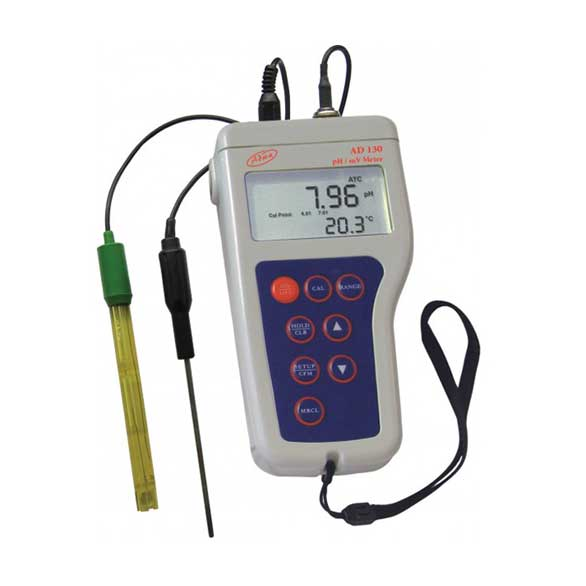 Adwa
AD 130
pH / mV Meter
ATC
7.96 pH
Cal Point: 4.01 7.01
20.3 °C
CAL
RANGE
HOLD
CLR
SETUP
CFM
MRCL